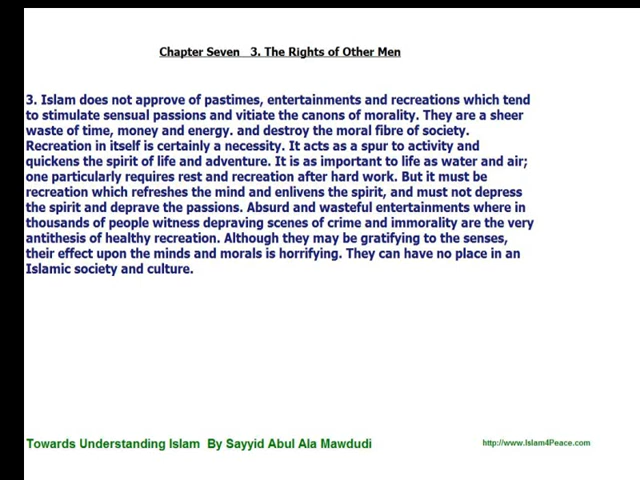 Chapter Seven   3. The Rights of Other Men
3. Islam does not approve of pastimes, entertainments and recreations which tend
to stimulate sensual passions and vitiate the canons of morality. They are a sheer
waste of time, money and energy. and destroy the moral fibre of society.
Recreation in itself is certainly a necessity. It acts as a spur to activity and
quickens the spirit of life and adventure. It is as important to life as water and air;
one particularly requires rest and recreation after hard work. But it must be
recreation which refreshes the mind and enlivens the spirit, and must not depress
the spirit and deprave the passions. Absurd and wasteful entertainments where in
thousands of people witness depraving scenes of crime and immorality are the very
antithesis of healthy recreation. Although they may be gratifying to the senses,
their effect upon the minds and morals is horrifying. They can have no place in an
Islamic society and culture.
Towards Understanding Islam  By Sayyid Abul Ala Mawdudi
http://www.Islam4Peace.com